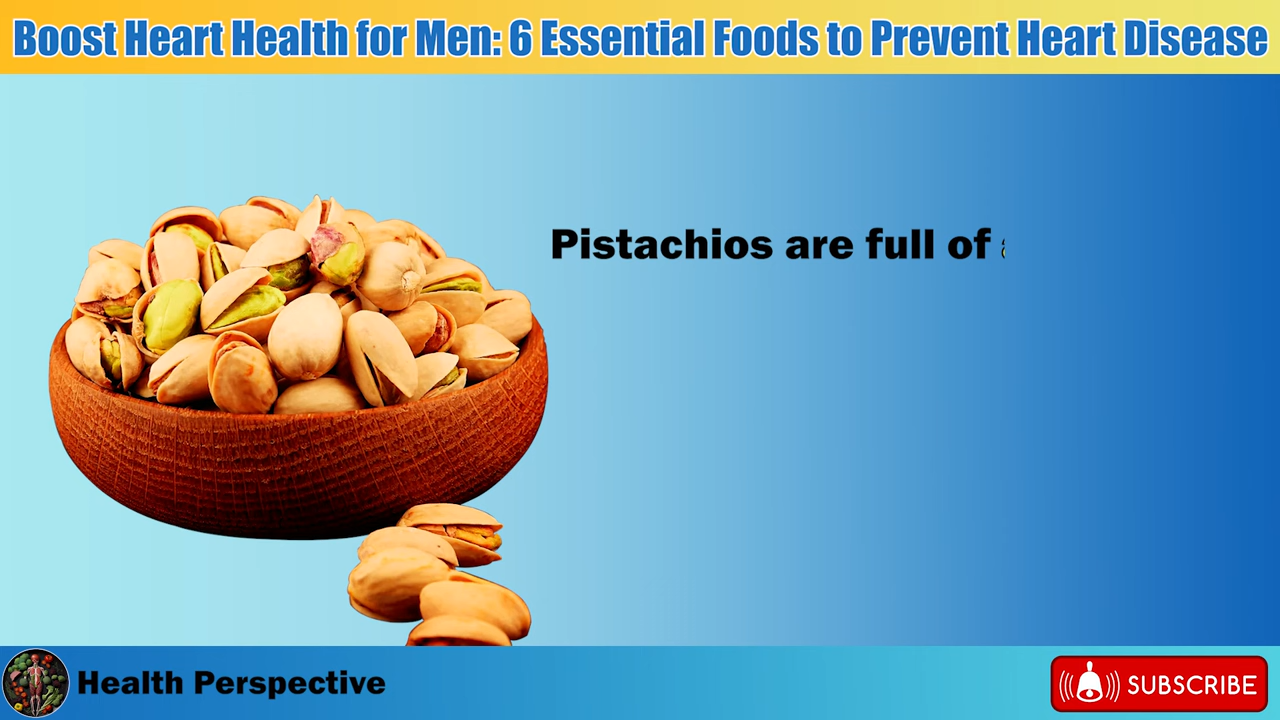 Boost Heart Health for Men: 6 Essential Foods to Prevent Heart Disease
Pistachios are full of
Health Perspective
SUBSCRIBE